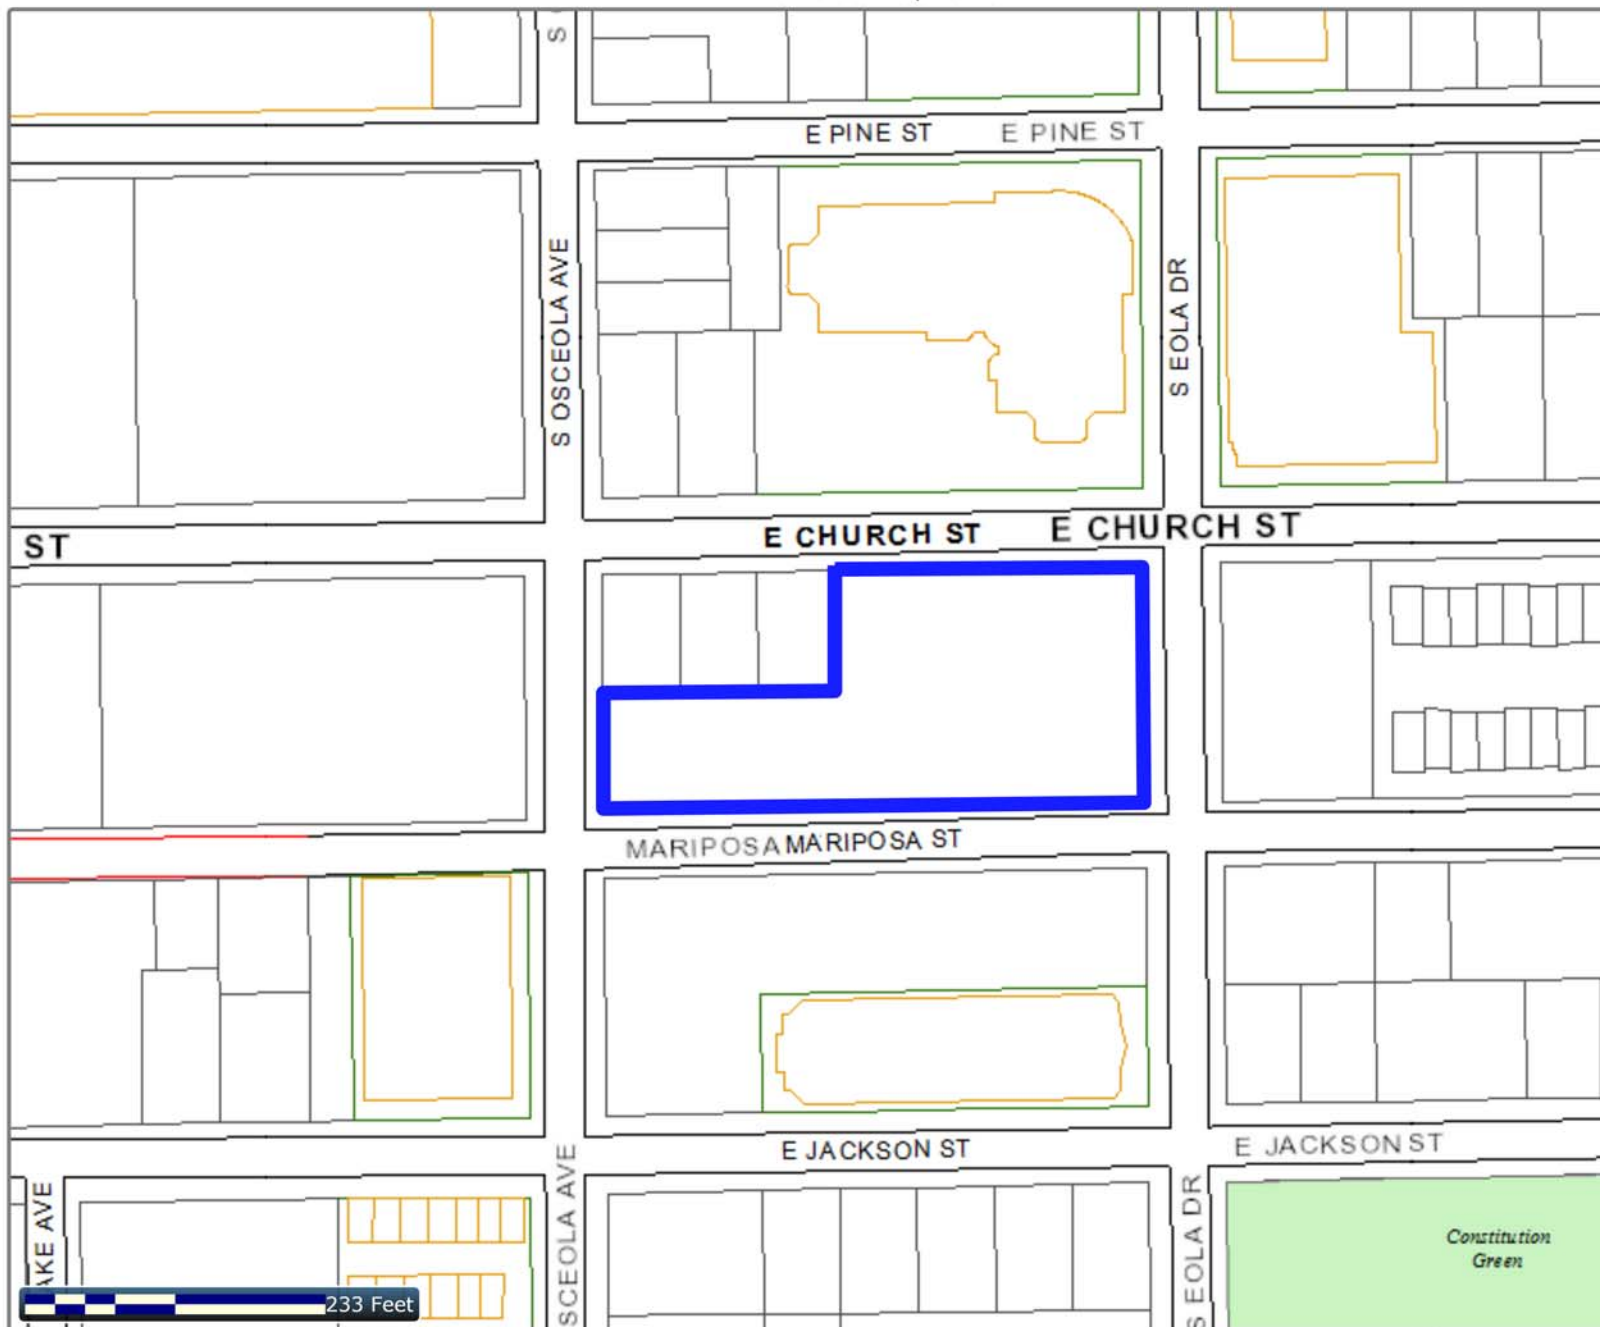 E PINE ST E PINE ST
S OSCEOLA AVE
S EOLA DR
ST
E CHURCH ST E CHURCH ST
MARIPOSA MARIPOSA ST
E JACKSON ST E JACKSON ST
AKE AVE
SCEOLA AVE
S EOLA DR
Constitution
Green
233 Feet